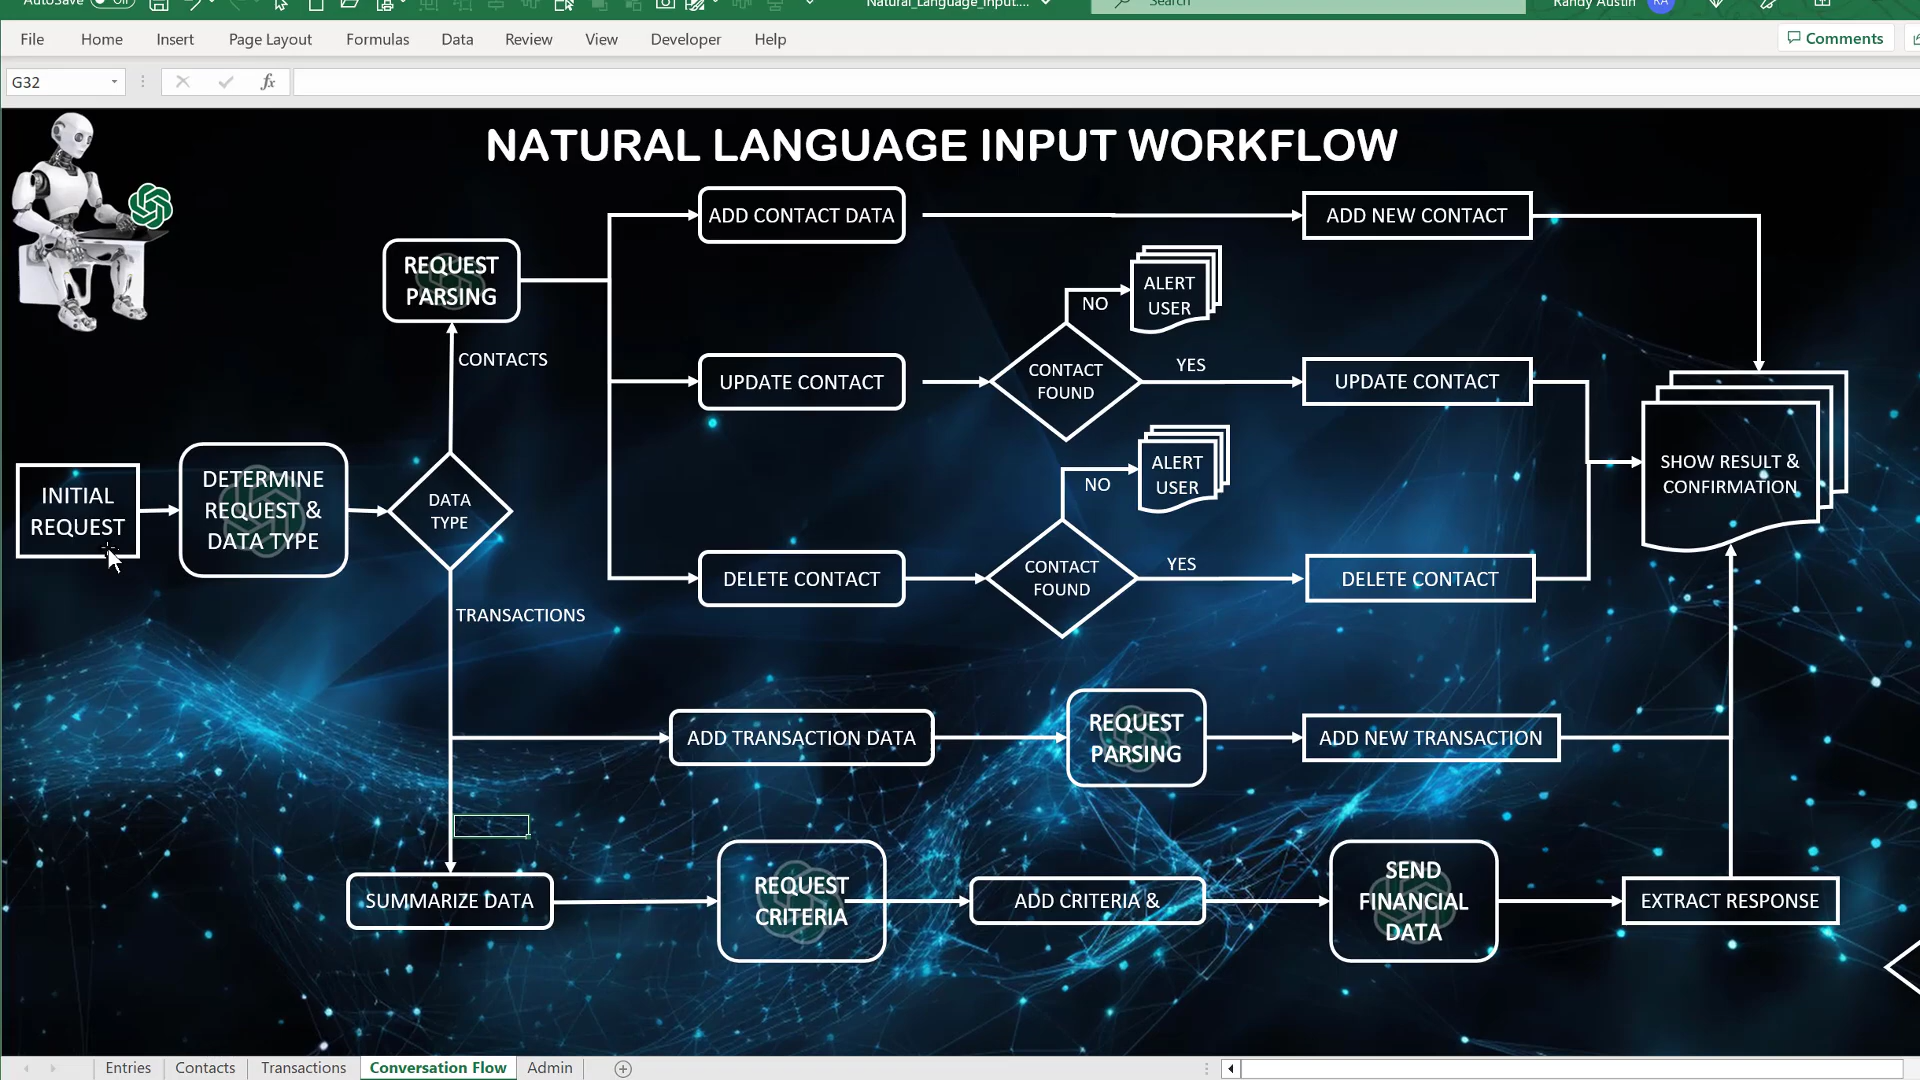 AutoSave
Off
Natural_Language_Input....
Search
Randy Austin
RA
File
Home
Insert
Page Layout
Formulas
Data
Review
View
Developer
Help
Comments
G32
fx
NATURAL LANGUAGE INPUT WORKFLOW
ADD CONTACT DATA
ADD NEW CONTACT
REQUEST
PARSING
ALERT
USER
NO
CONTACTS
UPDATE CONTACT
CONTACT
FOUND
YES
UPDATE CONTACT
INITIAL
REQUEST
DETERMINE
REQUEST &
DATA TYPE
DATA
TYPE
ALERT
USER
NO
SHOW RESULT &
CONFIRMATION
DELETE CONTACT
CONTACT
FOUND
YES
DELETE CONTACT
TRANSACTIONS
ADD TRANSACTION DATA
REQUEST
PARSING
ADD NEW TRANSACTION
SUMMARIZE DATA
REQUEST
CRITERIA
ADD CRITERIA &
SEND
FINANCIAL
DATA
EXTRACT RESPONSE
Entries
Contacts
Transactions
Conversation Flow
Admin